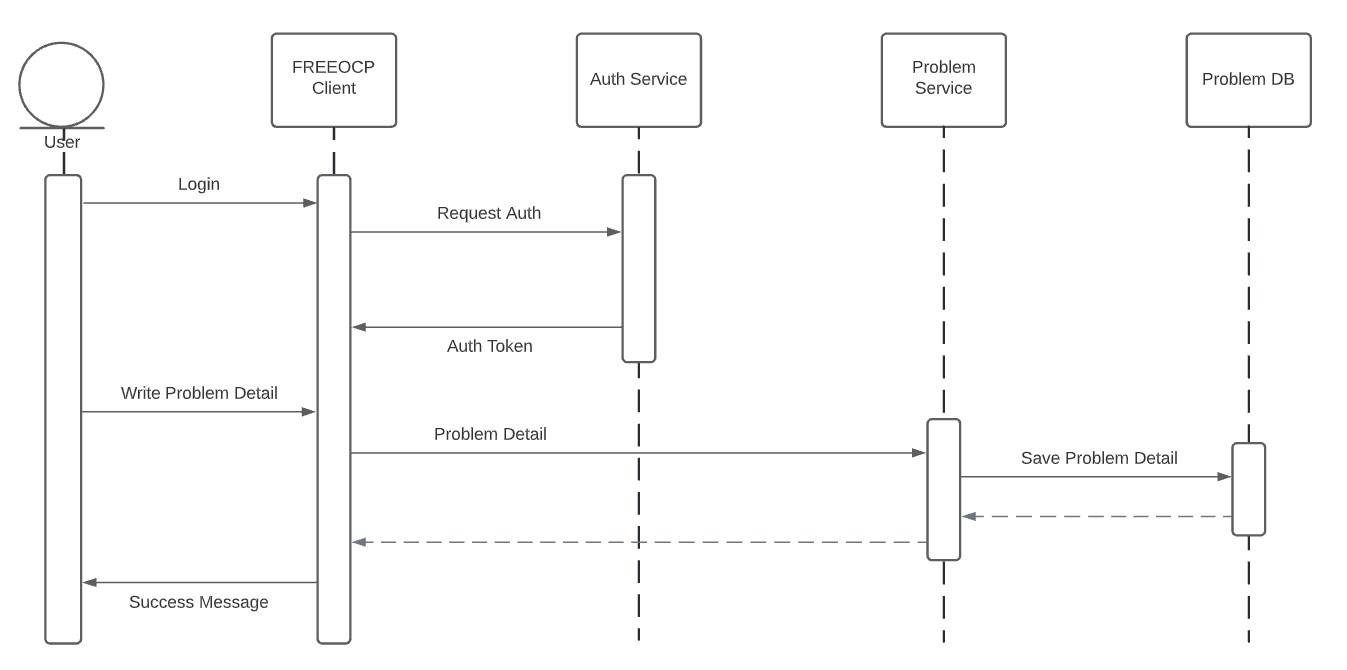 FREEOCP
Client
Auth Service
Problem
Service
Problem DB
User
Login
Request Auth
Auth Token
Write Problem Detail
Problem Detail
Save Problem Detail
Success Message